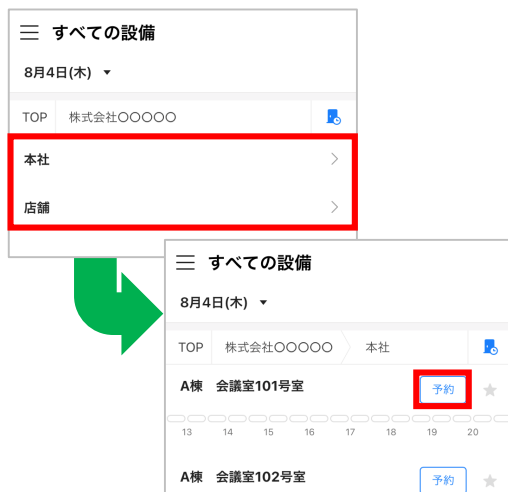 すべての設備
8月4日(木)
TOP 株式会社〇〇〇〇〇
本社
店舗
すべての設備
8月4日(木)
TOP 株式会社〇〇〇〇〇 本社
A棟 会議室101号室 予約
13 14 15 16 17 18 19 20
A棟 会議室102号室 予約